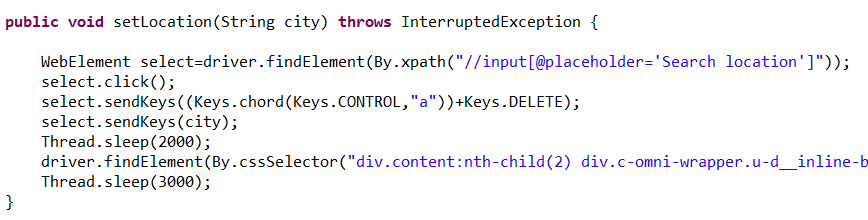 public void setLocation(String city) throws InterruptedException {
WebElement select=driver.findElement(By.xpath("//input[@placeholder='Search location']"));
select.click();
select.sendKeys((Keys.chord(Keys.CONTROL,"a"))+Keys.DELETE);
select.sendKeys(city);
Thread.sleep(2000);
driver.findElement(By.cssSelector("div.content:nth-child(2) div.c-omni-wrapper.u-d__inline-b
Thread.sleep(3000);
}